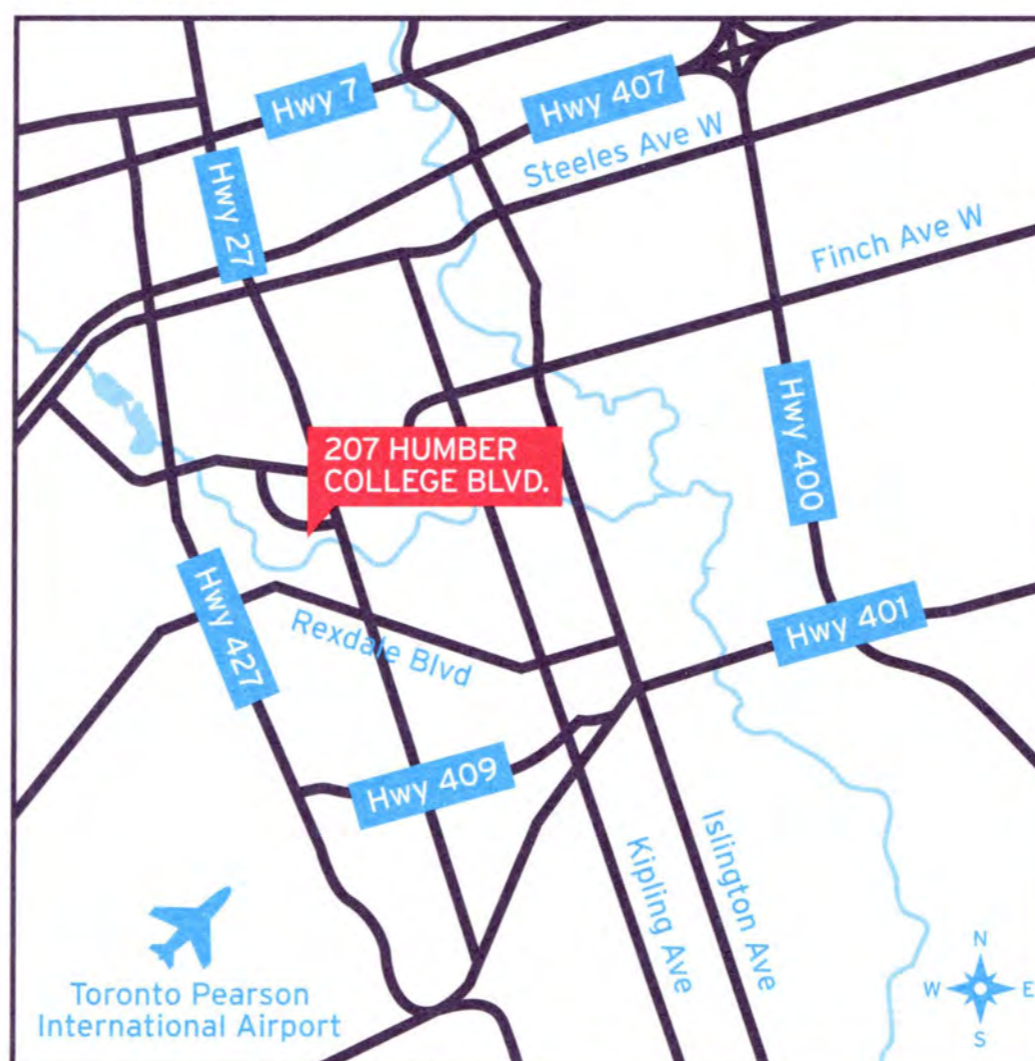 Hwy 7
Hwy 407
Steeles Ave W
Hwy 27
Finch Ave W
Hwy 400
207 HUMBER
COLLEGE BLVD.
Hwy 427
Rexdale Blvd
Hwy 401
Hwy 409
Kipling Ave
Islington Ave
Toronto Pearson
International Airport
N
W E
S